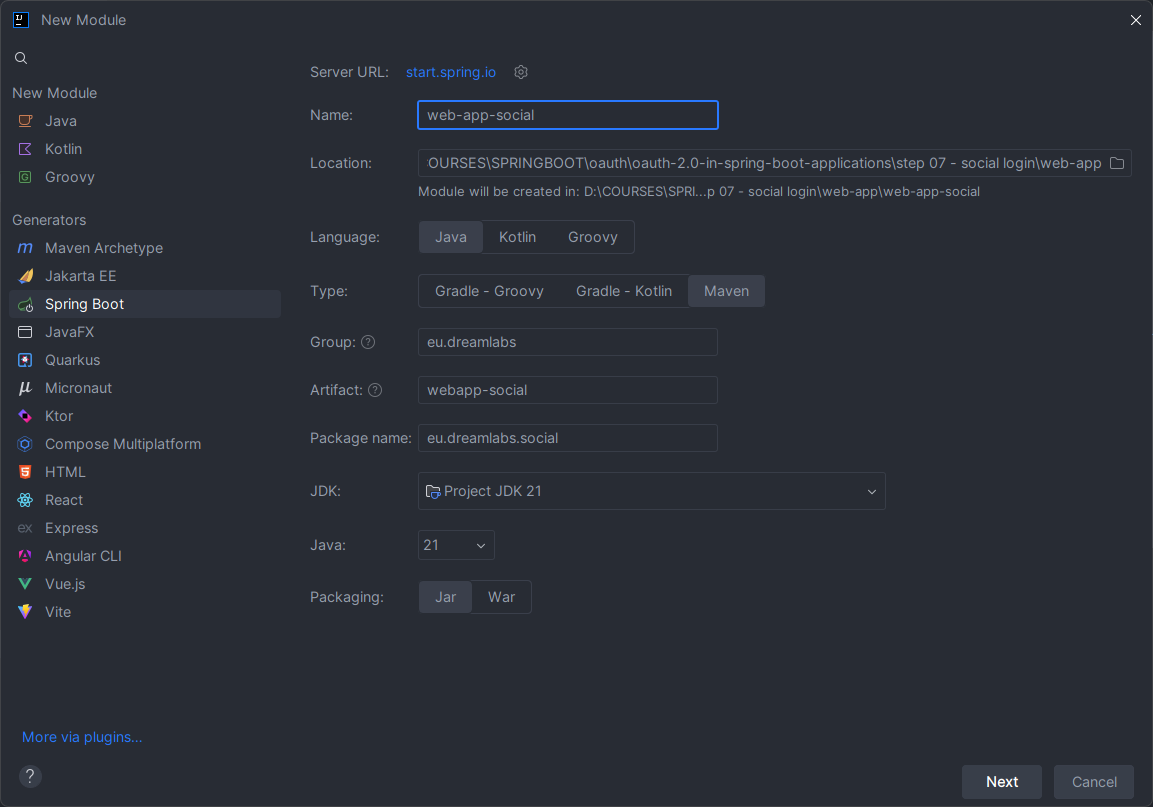 New Module
New Module
Java
Kotlin
Groovy
Generators
Maven Archetype
Jakarta EE
Spring Boot
JavaFX
Quarkus
Micronaut
Ktor
Compose Multiplatform
HTML
React
Express
Angular CLI
Vue.js
Vite
More via plugins...
?
Server URL: start.spring.io
Name: web-app-social
Location: :OURSES\SPRINGBOOT\oauth\oauth-2.0-in-spring-boot-applications\step 07 - social login\web-app
Module will be created in: D:\COURSES\SPRI...p 07 - social login\web-app\web-app-social
Language: Java Kotlin Groovy
Type: Gradle - Groovy Gradle - Kotlin Maven
Group: ? eu.dreamlabs
Artifact: ? webapp-social
Package name: eu.dreamlabs.social
JDK: Project JDK 21
Java: 21
Packaging: Jar War
Next Cancel